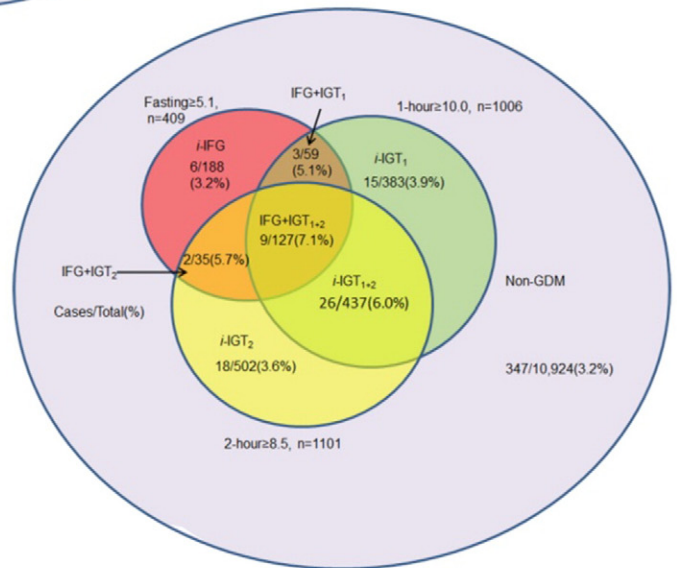 IFG+IGT₁
Fasting≥5.1,
n=409
1-hour≥10.0, n=1006
i-IFG
6/188
(3.2%)
3/59
(5.1%)
i-IGT₁
15/383(3.9%)
IFG+IGT₁₊₂
9/127(7.1%)
2/35(5.7%)
IFG+IGT₂
i-IGT₁₊₂
26/437(6.0%)
Non-GDM
Cases/Total(%)
i-IGT₂
18/502(3.6%)
347/10,924(3.2%)
2-hour≥8.5, n=1101